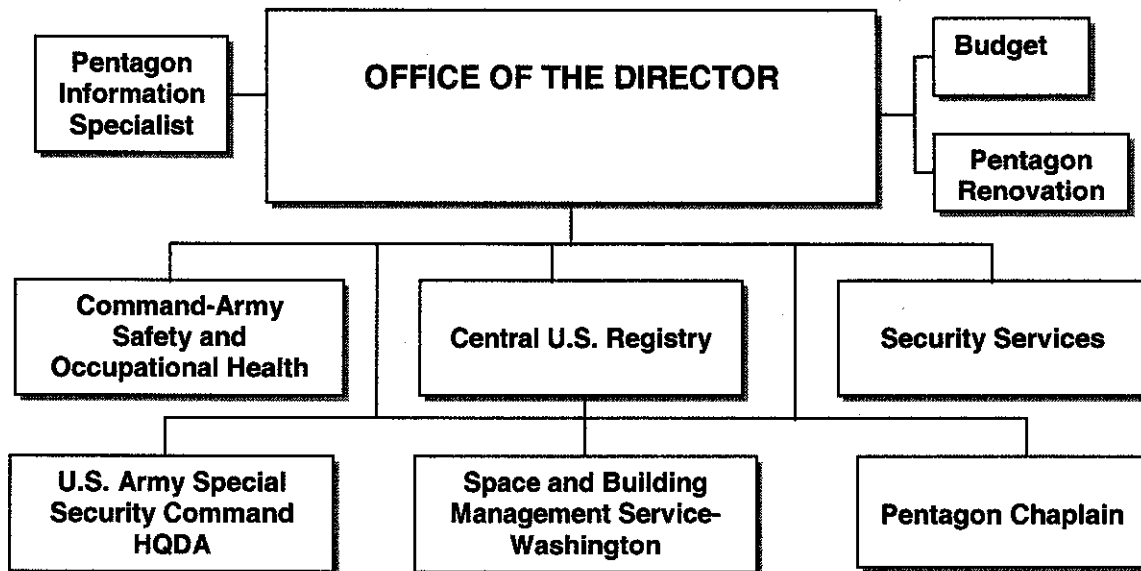 Pentagon
Information
Specialist
OFFICE OF THE DIRECTOR
Budget
Pentagon
Renovation
Command-Army
Safety and
Occupational Health
Central U.S. Registry
Security Services
U.S. Army Special
Security Command
HQDA
Space and Building
Management Service-
Washington
Pentagon Chaplain